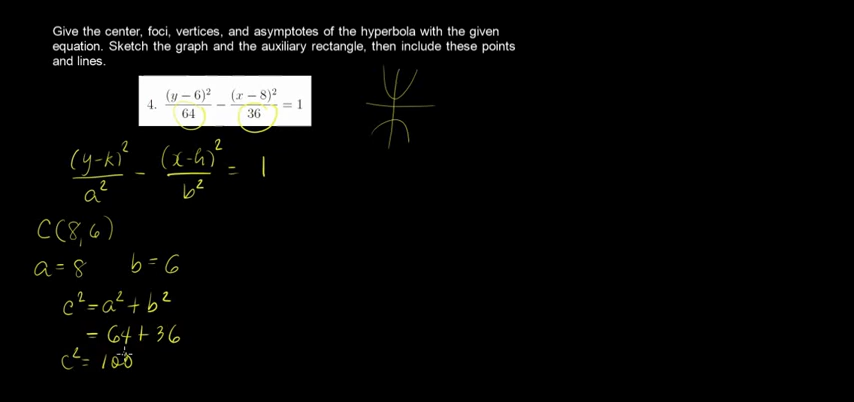 Give the center, foci, vertices, and asymptotes of the hyperbola with the given
equation. Sketch the graph and the auxiliary rectangle, then include these points
and lines.
4. (y − 6)²/64 − (x − 8)²/36 = 1
(y-k)²/a² - (x-h)²/b² = 1
C(8,6)
a = 8 b = 6
c² = a² + b²
= 64 + 36
c² = 100